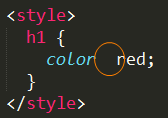 <style>
h1 {
color red;
}
</style>